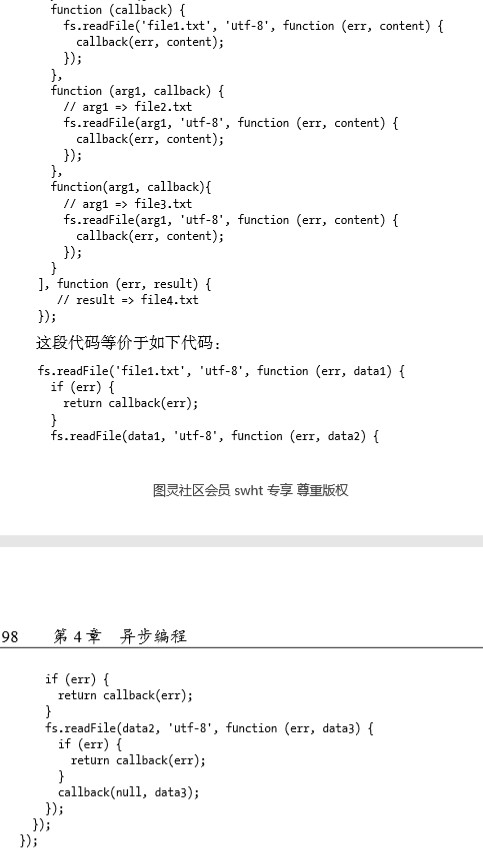 function (callback) {
fs.readFile('file1.txt', 'utf-8', function (err, content) {
callback(err, content);
});
},
function (arg1, callback) {
// arg1 => file2.txt
fs.readFile(arg1, 'utf-8', function (err, content) {
callback(err, content);
});
},
function(arg1, callback){
// arg1 => file3.txt
fs.readFile(arg1, 'utf-8', function (err, content) {
callback(err, content);
});
}
], function (err, result) {
// result => file4.txt
});
这段代码等价于如下代码：
fs.readFile('file1.txt', 'utf-8', function (err, data1) {
if (err) {
return callback(err);
}
fs.readFile(data1, 'utf-8', function (err, data2) {
图灵社区会员 swht 专享 尊重版权
98 第 4 章 异步编程
if (err) {
return callback(err);
}
fs.readFile(data2, 'utf-8', function (err, data3) {
if (err) {
return callback(err);
}
callback(null, data3);
});
});
});